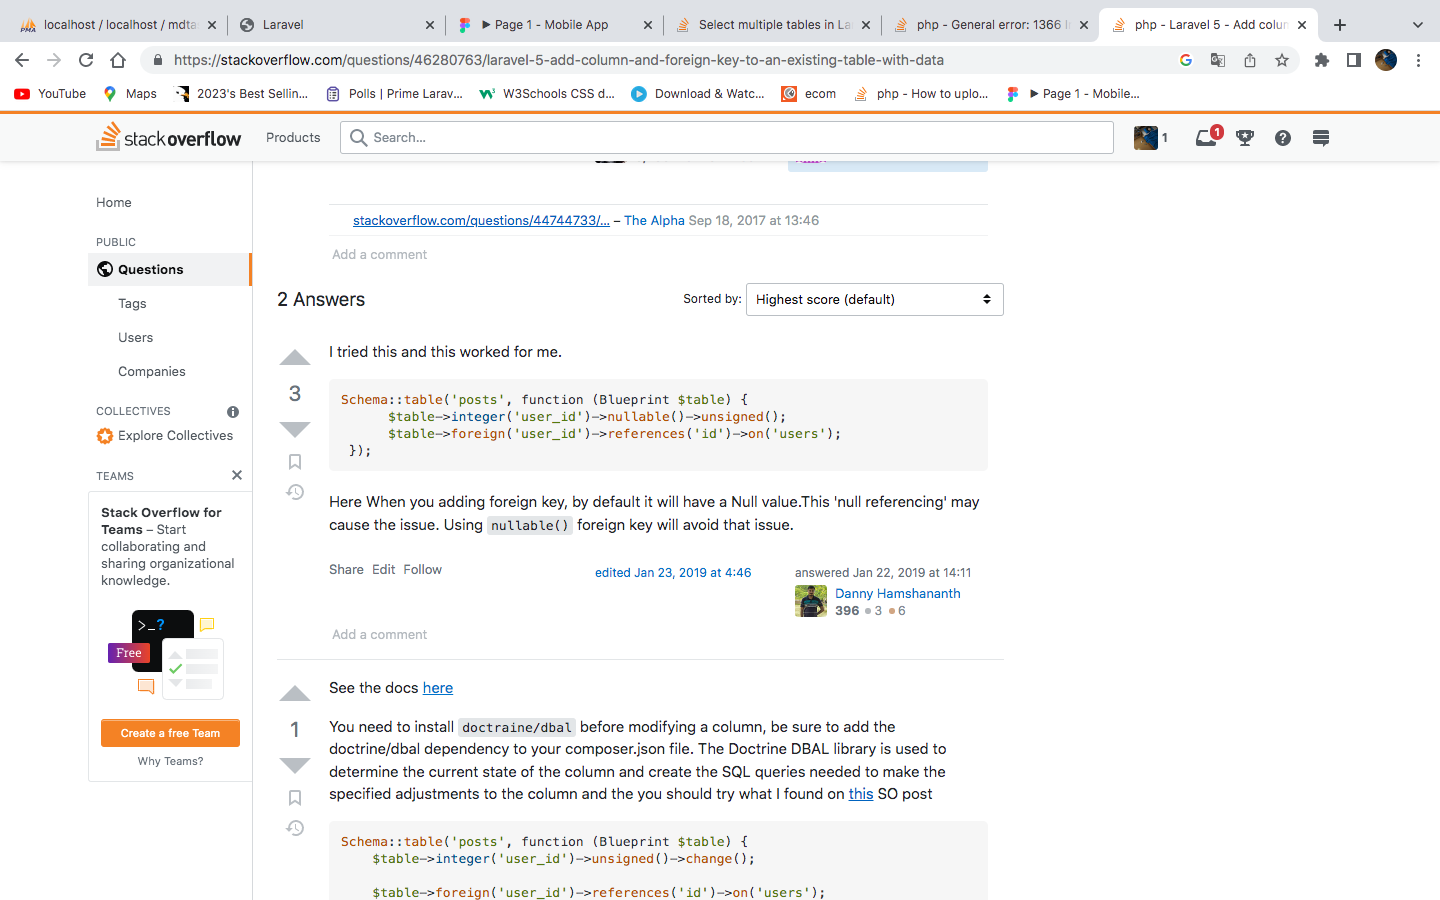 localhost / localhost / mdta
Laravel
▶ Page 1 - Mobile App
Select multiple tables in La
php - General error: 1366 I
php - Laravel 5 - Add colun
https://stackoverflow.com/questions/46280763/laravel-5-add-column-and-foreign-key-to-an-existing-table-with-data
YouTube
Maps
2023's Best Sellin...
Polls | Prime Larav...
W3Schools CSS d...
Download & Watc...
ecom
php - How to uplo...
▶ Page 1 - Mobile...
stackoverflow
Products
Search...
1
1
Home
PUBLIC
Questions
Tags
Users
Companies
COLLECTIVES
Explore Collectives
TEAMS
Stack Overflow for
Teams – Start
collaborating and
sharing organizational
knowledge.
>_?
Free
Create a free Team
Why Teams?
stackoverflow.com/questions/44744733/... – The Alpha Sep 18, 2017 at 13:46
Add a comment
2 Answers
Sorted by:
Highest score (default)
3
I tried this and this worked for me.
Schema::table('posts', function (Blueprint $table) {
$table->integer('user_id')->nullable()->unsigned();
$table->foreign('user_id')->references('id')->on('users');
});
Here When you adding foreign key, by default it will have a Null value.This 'null referencing' may
cause the issue. Using nullable() foreign key will avoid that issue.
Share Edit Follow
edited Jan 23, 2019 at 4:46
answered Jan 22, 2019 at 14:11
Danny Hamshananth
396 ● 3 ● 6
Add a comment
1
See the docs here
You need to install doctraine/dbal before modifying a column, be sure to add the
doctrine/dbal dependency to your composer.json file. The Doctrine DBAL library is used to
determine the current state of the column and create the SQL queries needed to make the
specified adjustments to the column and the you should try what I found on this SO post
Schema::table('posts', function (Blueprint $table) {
$table->integer('user_id')->unsigned()->change();
$table->foreign('user_id')->references('id')->on('users');